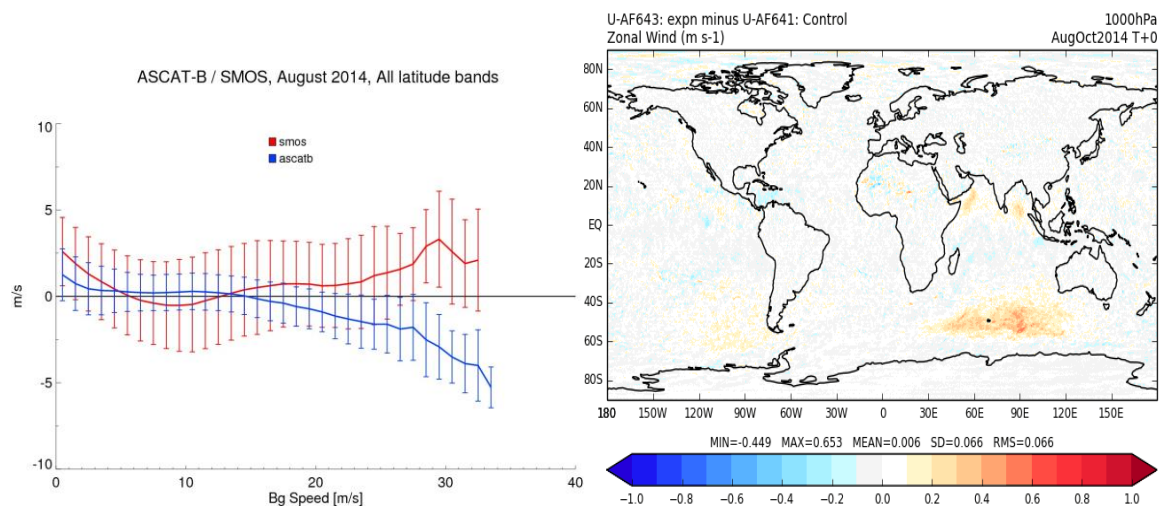 ASCAT-B / SMOS, August 2014, All latitude bands
10
5
0
-5
-10
m/s
smos
ascatb
0
10
20
30
40
Bg Speed [m/s]
U-AF643: expn minus U-AF641: Control
1000hPa
Zonal Wind (m s-1)
AugOct2014 T+0
80N
60N
40N
20N
EQ
20S
40S
60S
80S
180
150W
120W
90W
60W
30W
0
30E
60E
90E
120E
150E
MIN=-0.449 MAX=0.653 MEAN=0.006 SD=0.066 RMS=0.066
−1.0
−0.8
−0.6
−0.4
−0.2
0.0
0.2
0.4
0.6
0.8
1.0